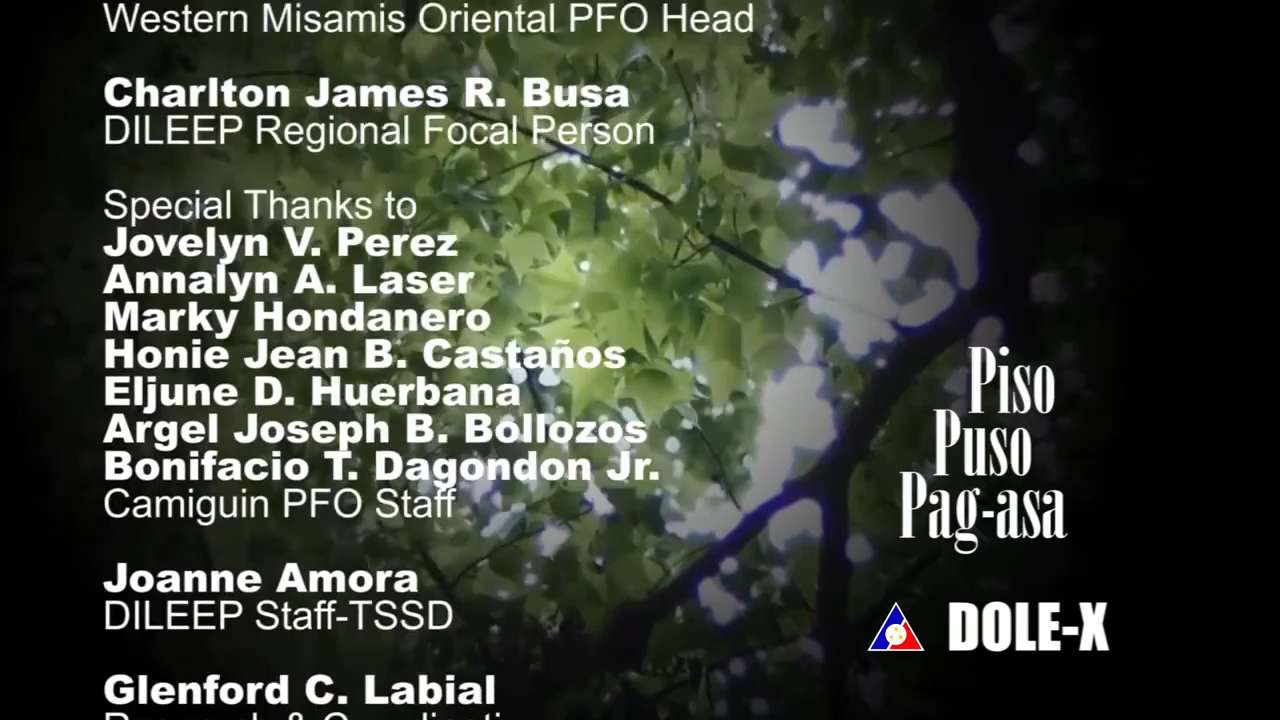 Western Misamis Oriental PFO Head
Charlton James R. Busa
DILEEP Regional Focal Person
Special Thanks to
Jovelyn V. Perez
Annalyn A. Laser
Marky Hondanero
Honie Jean B. Castaños
Eljune D. Huerbana
Argel Joseph B. Bollozos
Bonifacio T. Dagondon Jr.
Camiguin PFO Staff
Joanne Amora
DILEEP Staff-TSSD
Glenford C. Labial
Piso
Puso
Pag-asa
DOLE-X